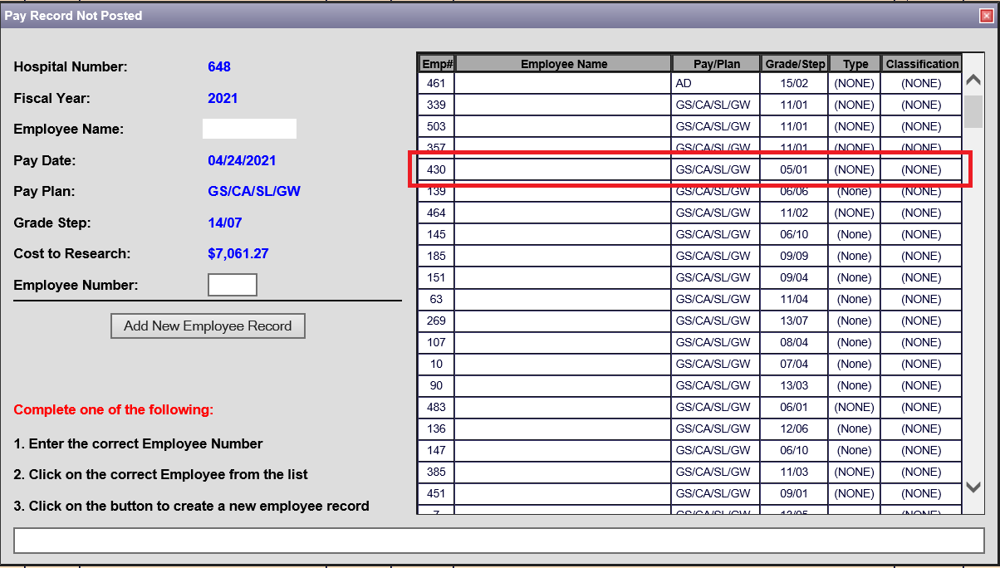 Pay Record Not Posted
Hospital Number: 648
Fiscal Year: 2021
Employee Name:
Pay Date: 04/24/2021
Pay Plan: GS/CA/SL/GW
Grade Step: 14/07
Cost to Research: $7,061.27
Employee Number:
Add New Employee Record
Complete one of the following:
1. Enter the correct Employee Number
2. Click on the correct Employee from the list
3. Click on the button to create a new employee record
Emp# Employee Name Pay/Plan Grade/Step Type Classification
461 AD 15/02 (NONE) (NONE)
339 GS/CA/SL/GW 11/01 (NONE) (NONE)
503 GS/CA/SL/GW 11/01 (NONE) (NONE)
357 GS/CA/SL/GW 11/01 (NONE) (NONE)
430 GS/CA/SL/GW 05/01 (NONE) (NONE)
139 GS/CA/SL/GW 06/06 (None) (NONE)
464 GS/CA/SL/GW 11/02 (NONE) (NONE)
145 GS/CA/SL/GW 06/10 (None) (NONE)
185 GS/CA/SL/GW 09/09 (None) (NONE)
151 GS/CA/SL/GW 09/04 (None) (NONE)
63 GS/CA/SL/GW 11/04 (None) (NONE)
269 GS/CA/SL/GW 13/07 (None) (NONE)
107 GS/CA/SL/GW 08/04 (None) (NONE)
10 GS/CA/SL/GW 07/04 (None) (NONE)
90 GS/CA/SL/GW 13/03 (None) (NONE)
483 GS/CA/SL/GW 06/01 (NONE) (NONE)
136 GS/CA/SL/GW 12/06 (None) (NONE)
147 GS/CA/SL/GW 06/10 (None) (NONE)
385 GS/CA/SL/GW 11/03 (NONE) (NONE)
451 GS/CA/SL/GW 09/01 (NONE) (NONE)
GS/CA/SL/GW (None) (NONE)